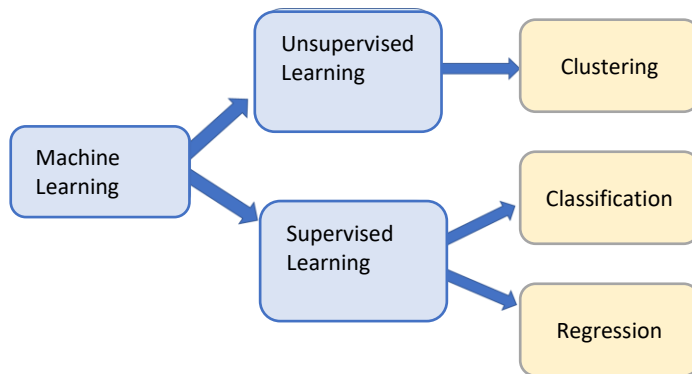 Unsupervised
Learning
Clustering
Machine
Learning
Supervised
Learning
Classification
Regression